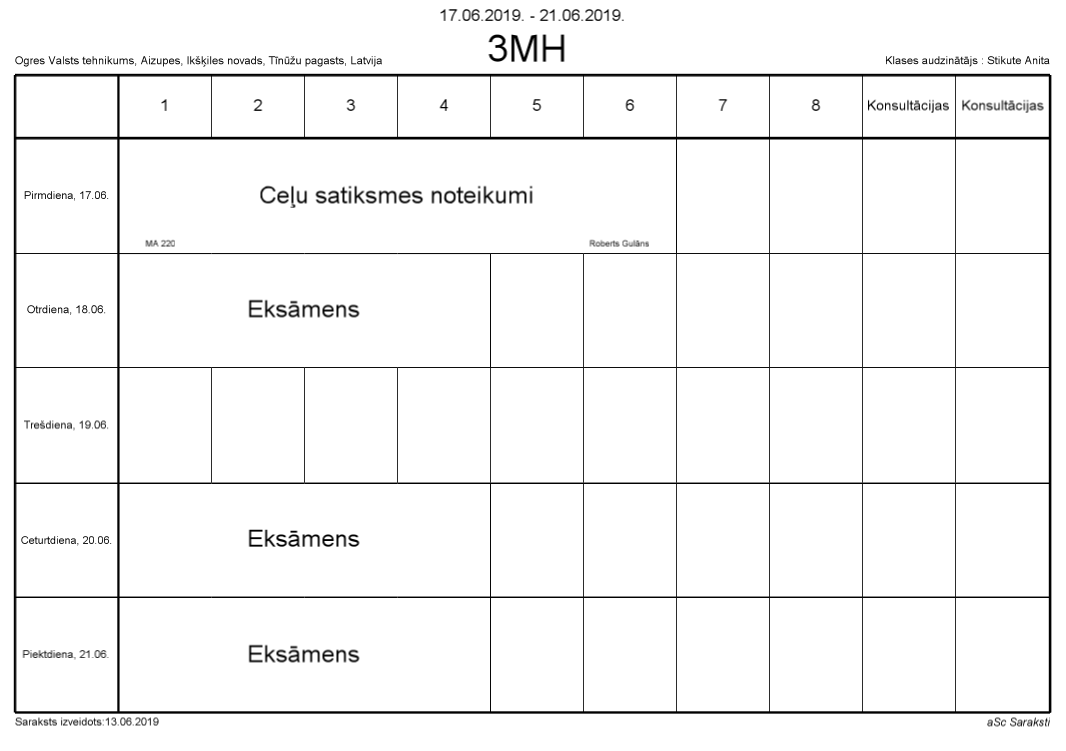 17.06.2019. - 21.06.2019.
3MH
Ogres Valsts tehnikums, Aizupes, Ikšķiles novads, Tīnūžu pagasts, Latvija
Klases audzinātājs : Stikute Anita
1 2 3 4 5 6 7 8 Konsultācijas Konsultācijas
Pirmdiena, 17.06.
Ceļu satiksmes noteikumi
MA 220
Roberts Gulāns
Otrdiena, 18.06.
Eksāmens
Trešdiena, 19.06.
Ceturtdiena, 20.06.
Eksāmens
Piektdiena, 21.06.
Eksāmens
Saraksts izveidots:13.06.2019
aSc Saraksti